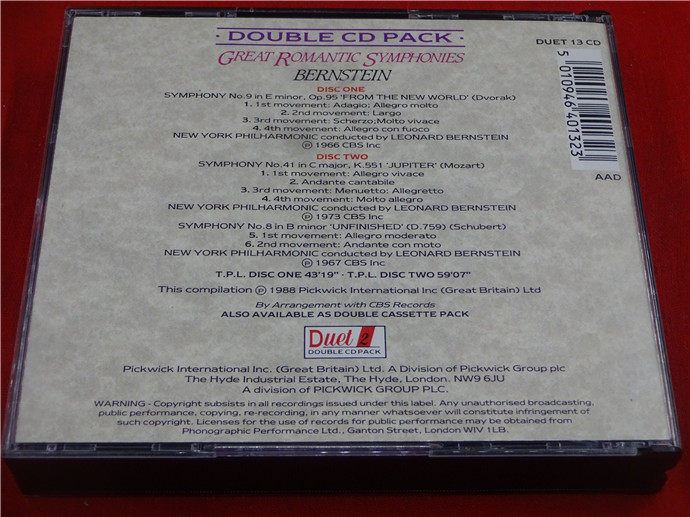 · DOUBLE CD PACK ·
DUET 13 CD
GREAT ROMANTIC SYMPHONIES
BERNSTEIN
DISC ONE
SYMPHONY No.9 in E minor, Op.95 'FROM THE NEW WORLD' (Dvorak)
1. 1st movement: Adagio; Allegro molto
2. 2nd movement: Largo
3. 3rd movement: Scherzo;Molto vivace
4. 4th movement: Allegro con fuoco
NEW YORK PHILHARMONIC conducted by LEONARD BERNSTEIN
Ⓟ 1966 CBS Inc
DISC TWO
SYMPHONY No.41 in C major, K.551 'JUPITER' (Mozart)
1. 1st movement: Allegro vivace
2. Andante cantabile
3. 3rd movement: Menuetto; Allegretto
4. 4th movement: Molto allegro
NEW YORK PHILHARMONIC conducted by LEONARD BERNSTEIN
Ⓟ 1973 CBS Inc
SYMPHONY No.8 in B minor 'UNFINISHED' (D.759) (Schubert)
5. 1st movement: Allegro moderato
6. 2nd movement: Andante con moto
NEW YORK PHILHARMONIC conducted by LEONARD BERNSTEIN
Ⓟ 1967 CBS Inc
T.P.L. DISC ONE 43'19" · T.P.L. DISC TWO 59'07"
This compilation Ⓟ 1988 Pickwick International Inc (Great Britain) Ltd
By Arrangement with CBS Records
ALSO AVAILABLE AS DOUBLE CASSETTE PACK
5 010946 401323
AAD
Duet 2
DOUBLE CD PACK
Pickwick International Inc. (Great Britain) Ltd. A Division of Pickwick Group plc
The Hyde Industrial Estate, The Hyde, London. NW9 6JU
A division of PICKWICK GROUP PLC.
WARNING - Copyright subsists in all recordings issued under this label. Any unauthorised broadcasting,
public performance, copying, re-recording, in any manner whatsoever will constitute infringement of
such copyright. Licenses for the use of records for public performance may be obtained from
Phonographic Performance Ltd., Ganton Street, London W1V 1LB.